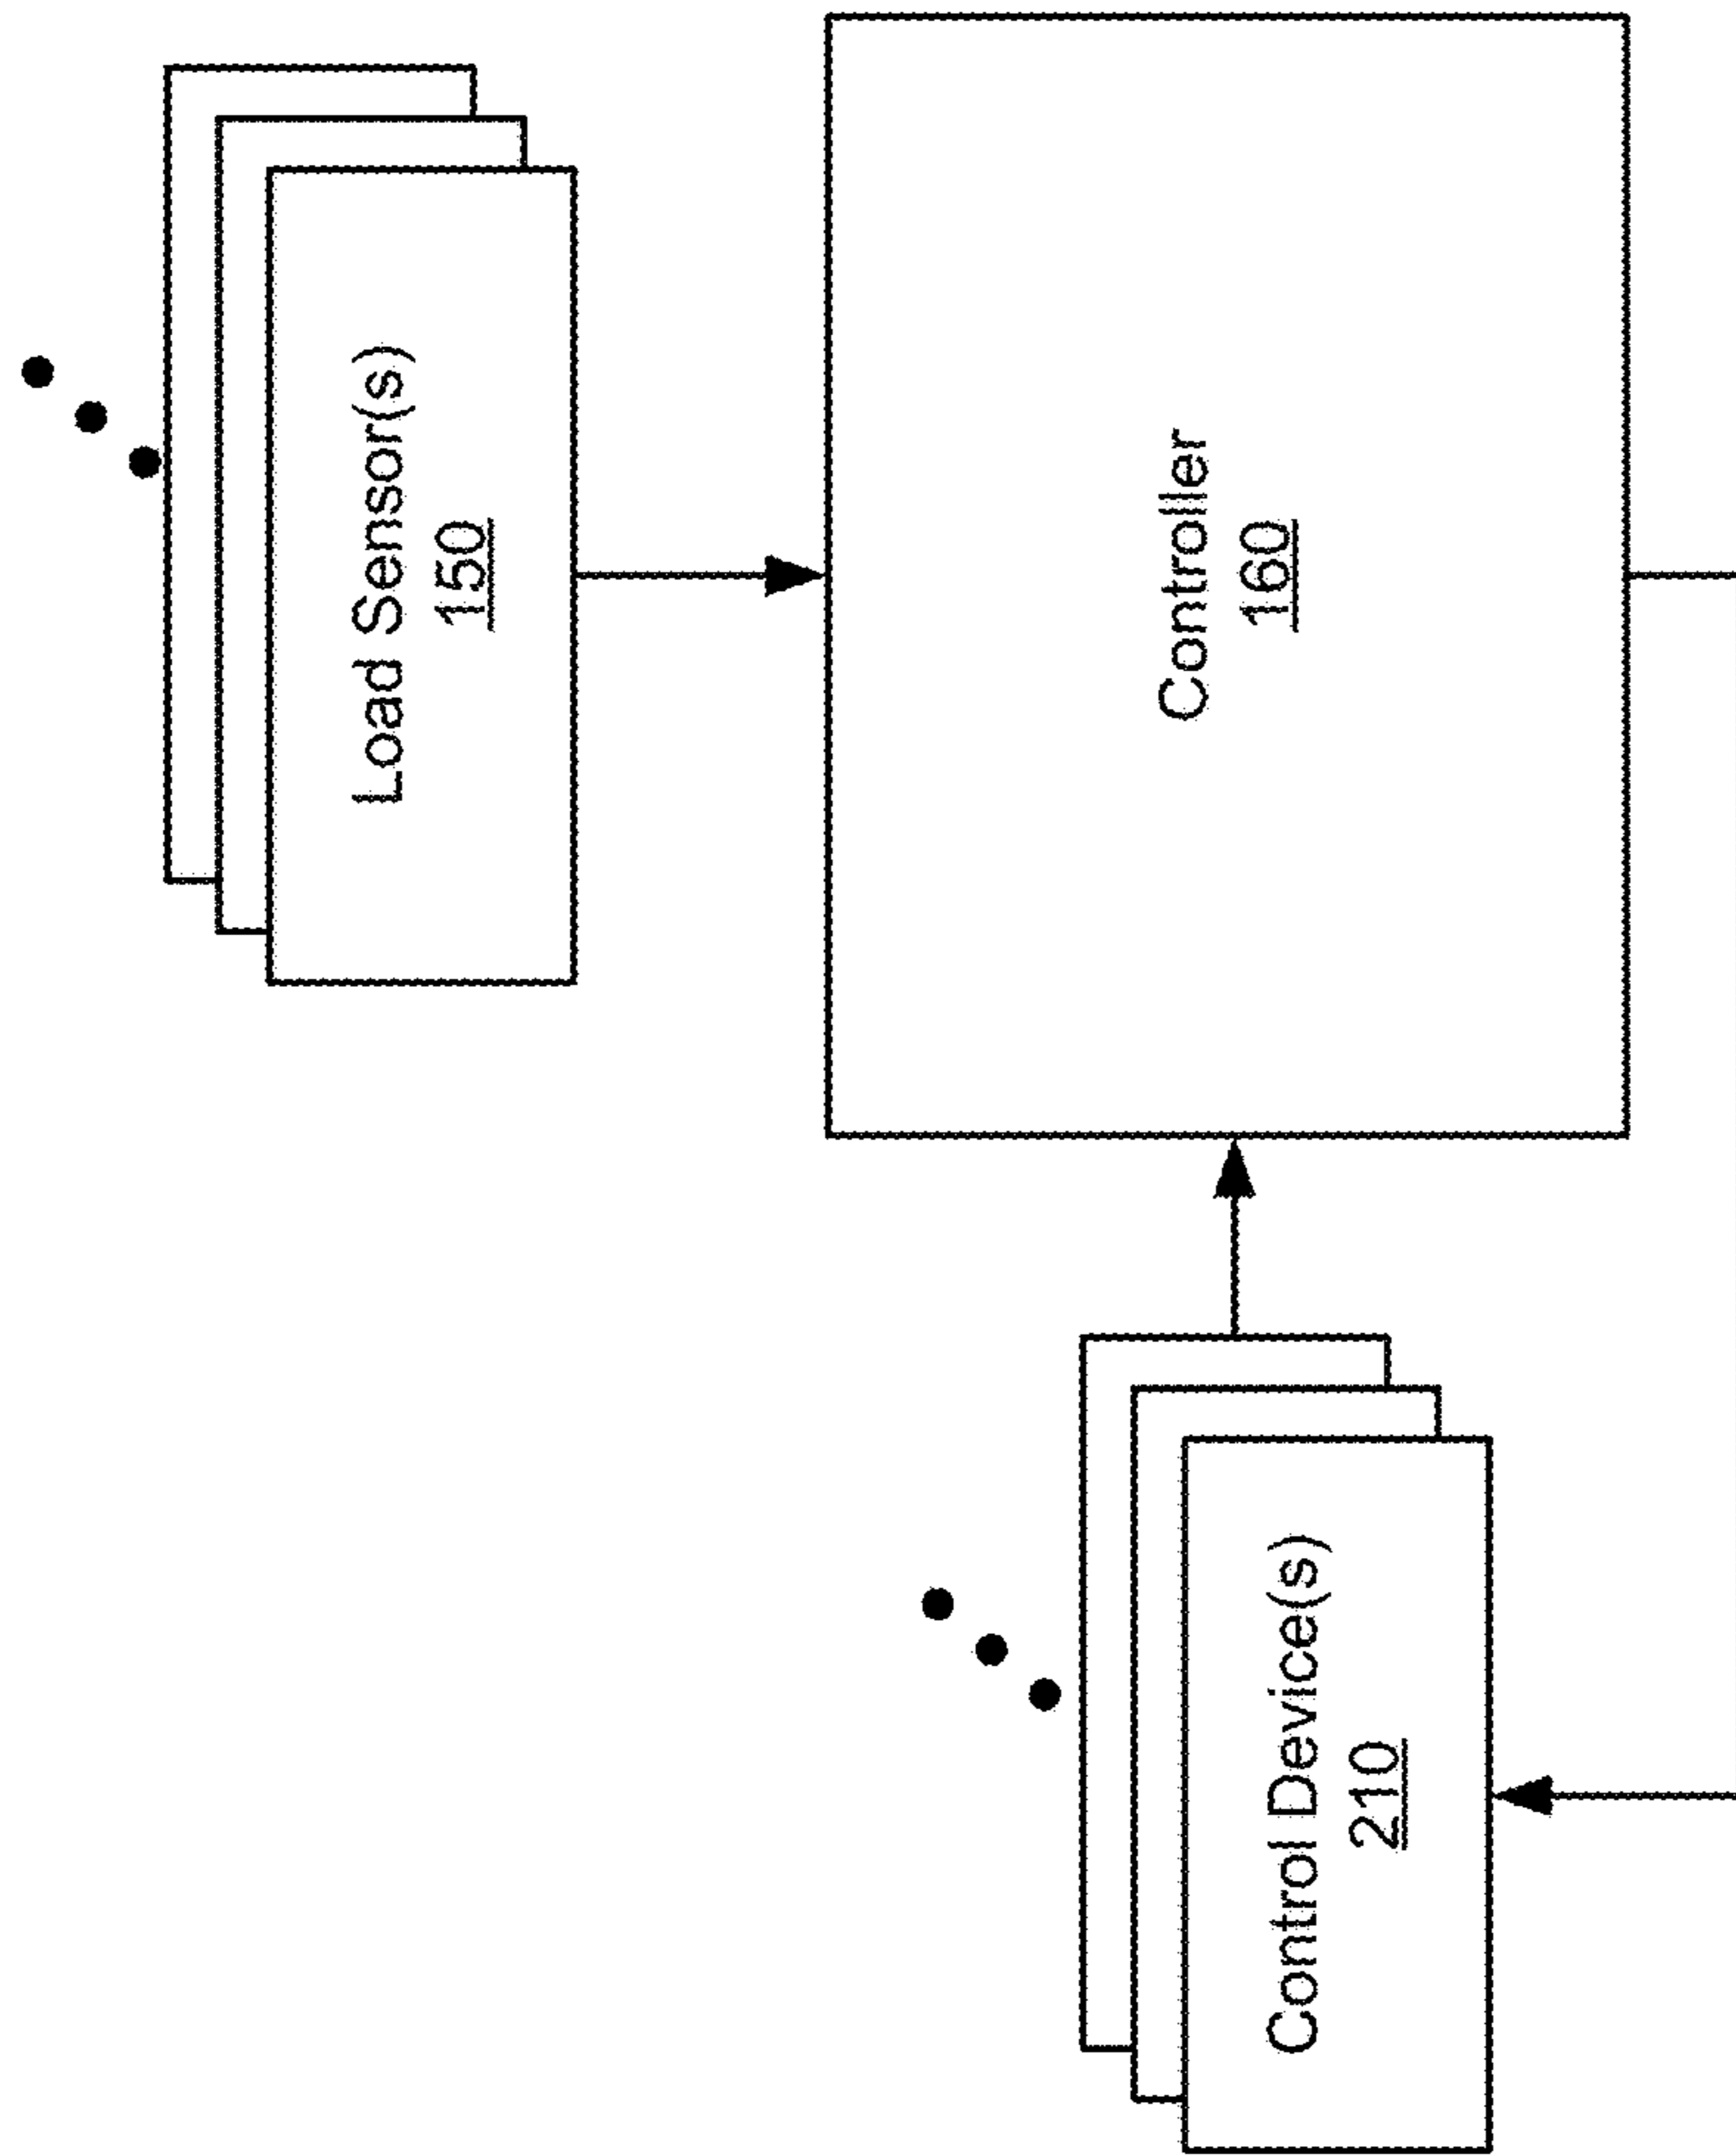 Load Sensor(s)
150
Controller
160
Control Device(s)
210